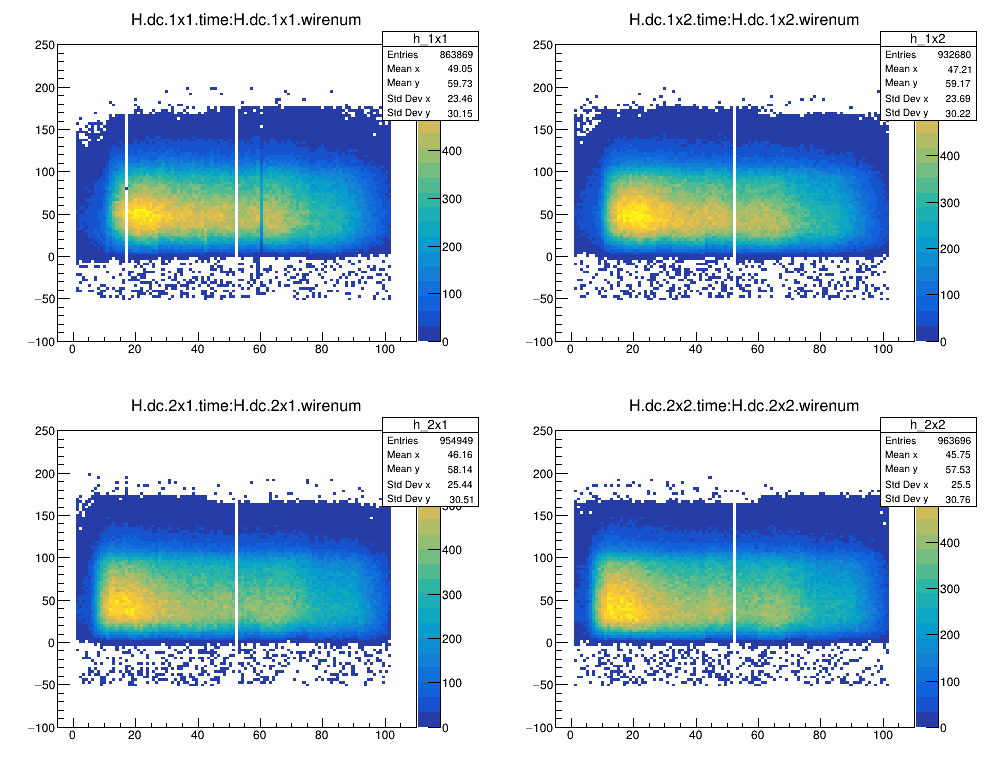 H.dc.1x1.time:H.dc.1x1.wirenum
h_1x1
Entries 863869
Mean x 49.05
Mean y 59.73
Std Dev x 23.46
Std Dev y 30.15
250
200
150
100
50
0
−50
−100
0 20 40 60 80 100
400
300
200
100
0
H.dc.1x2.time:H.dc.1x2.wirenum
h_1x2
Entries 932680
Mean x 47.21
Mean y 59.17
Std Dev x 23.69
Std Dev y 30.22
250
200
150
100
50
0
−50
−100
0 20 40 60 80 100
400
300
200
100
0
H.dc.2x1.time:H.dc.2x1.wirenum
h_2x1
Entries 954949
Mean x 46.16
Mean y 58.14
Std Dev x 25.44
Std Dev y 30.51
250
200
150
100
50
0
−50
−100
0 20 40 60 80 100
500
400
300
200
100
0
H.dc.2x2.time:H.dc.2x2.wirenum
h_2x2
Entries 963696
Mean x 45.75
Mean y 57.53
Std Dev x 25.5
Std Dev y 30.76
250
200
150
100
50
0
−50
−100
0 20 40 60 80 100
400
300
200
100
0